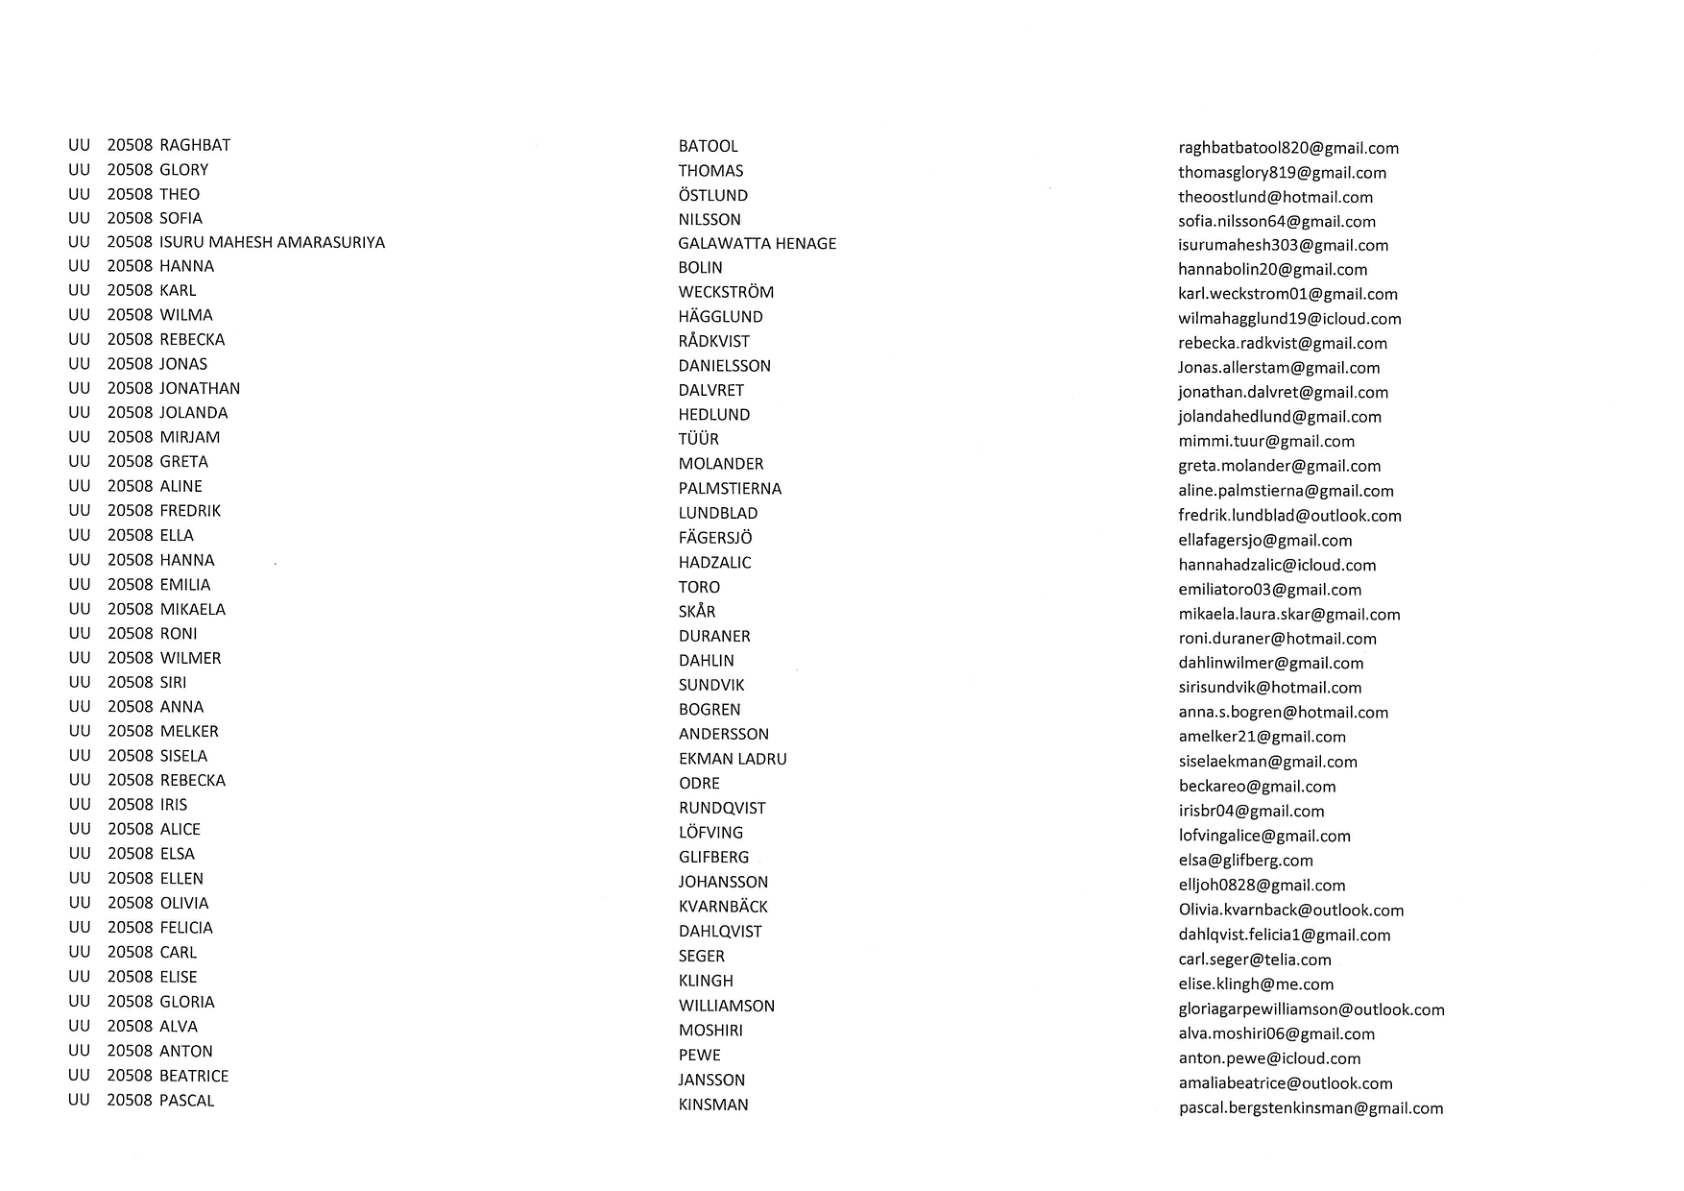 UU 20508 RAGHBAT BATOOL raghbatbatool820@gmail.com
UU 20508 GLORY THOMAS thomasglory819@gmail.com
UU 20508 THEO ÖSTLUND theoostlund@hotmail.com
UU 20508 SOFIA NILSSON sofia.nilsson64@gmail.com
UU 20508 ISURU MAHESH AMARASURIYA GALAWATTA HENAGE isurumahesh303@gmail.com
UU 20508 HANNA BOLIN hannabolin20@gmail.com
UU 20508 KARL WECKSTRÖM karl.weckstrom01@gmail.com
UU 20508 WILMA HÄGGLUND wilmahagglund19@icloud.com
UU 20508 REBECKA RÅDKVIST rebecka.radkvist@gmail.com
UU 20508 JONAS DANIELSSON Jonas.allerstam@gmail.com
UU 20508 JONATHAN DALVRET jonathan.dalvret@gmail.com
UU 20508 JOLANDA HEDLUND jolandahedlund@gmail.com
UU 20508 MIRJAM TÜÜR mimmi.tuur@gmail.com
UU 20508 GRETA MOLANDER greta.molander@gmail.com
UU 20508 ALINE PALMSTIERNA aline.palmstierna@gmail.com
UU 20508 FREDRIK LUNDBLAD fredrik.lundblad@outlook.com
UU 20508 ELLA FÄGERSJÖ ellafagersjo@gmail.com
UU 20508 HANNA HADZALIC hannahadzalic@icloud.com
UU 20508 EMILIA TORO emiliatoro03@gmail.com
UU 20508 MIKAELA SKÅR mikaela.laura.skar@gmail.com
UU 20508 RONI DURANER roni.duraner@hotmail.com
UU 20508 WILMER DAHLIN dahlinwilmer@gmail.com
UU 20508 SIRI SUNDVIK sirisundvik@hotmail.com
UU 20508 ANNA BOGREN anna.s.bogren@hotmail.com
UU 20508 MELKER ANDERSSON amelker21@gmail.com
UU 20508 SISELA EKMAN LADRU siselaekman@gmail.com
UU 20508 REBECKA ODRE beckareo@gmail.com
UU 20508 IRIS RUNDQVIST irisbr04@gmail.com
UU 20508 ALICE LÖFVING lofvingalice@gmail.com
UU 20508 ELSA GLIFBERG elsa@glifberg.com
UU 20508 ELLEN JOHANSSON elljoh0828@gmail.com
UU 20508 OLIVIA KVARNBÄCK Olivia.kvarnback@outlook.com
UU 20508 FELICIA DAHLQVIST dahlqvist.felicia1@gmail.com
UU 20508 CARL SEGER carl.seger@telia.com
UU 20508 ELISE KLINGH elise.klingh@me.com
UU 20508 GLORIA WILLIAMSON gloriagarpewilliamson@outlook.com
UU 20508 ALVA MOSHIRI alva.moshiri06@gmail.com
UU 20508 ANTON PEWE anton.pewe@icloud.com
UU 20508 BEATRICE JANSSON amaliabeatrice@outlook.com
UU 20508 PASCAL KINSMAN pascal.bergstenkinsman@gmail.com